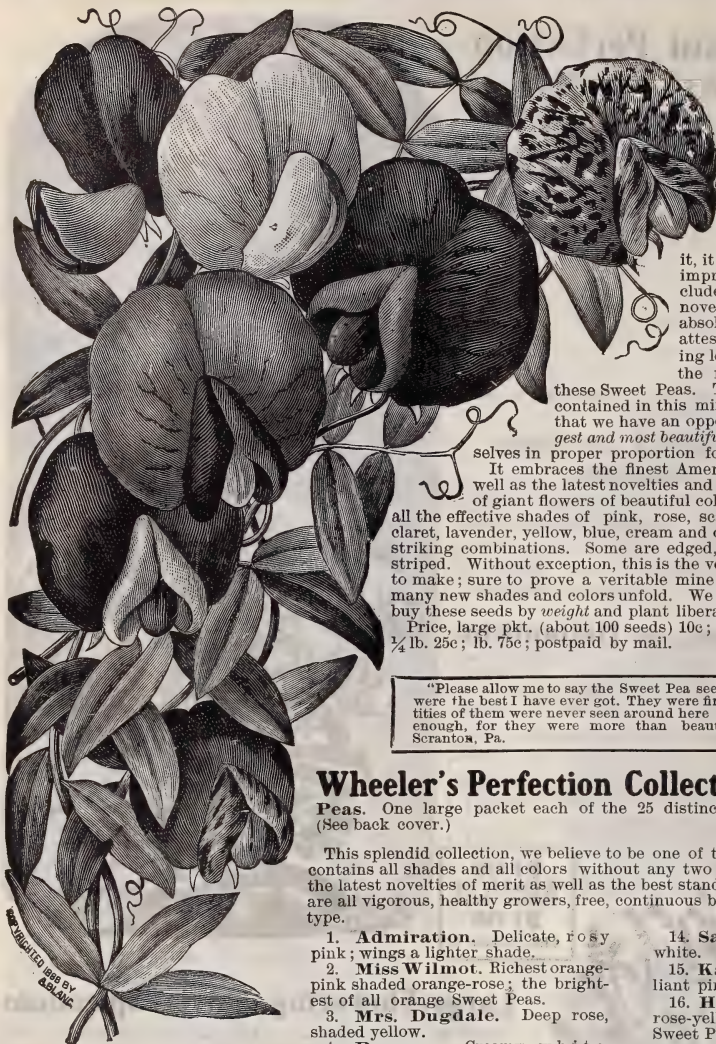 it, it
impr
clude
nove
absol
attes
ing l
the
these Sweet Peas. T
contained in this mi
that we have an oppo
gest and most beautif
selves in proper proportion fo
It embraces the finest Amer
well as the latest novelties and
of giant flowers of beautiful col
all the effective shades of pink, rose, sc
claret, lavender, yellow, blue, cream and
striking combinations. Some are edged,
striped. Without exception, this is the v
to make; sure to prove a veritable mine
many new shades and colors unfold. We
buy these seeds by weight and plant libera
Price, large pkt. (about 100 seeds) 10c;
¼ lb. 25c; lb. 75c; postpaid by mail.
"Please allow me to say the Sweet Pea see
were the best I have ever got. They were fin
tities of them were never seen around here
enough, for they were more than beau
Scranton, Pa.
Wheeler's Perfection Collect
Peas. One large packet each of the 25 distinc
(See back cover.)
This splendid collection, we believe to be one of t
contains all shades and all colors without any two
the latest novelties of merit as well as the best stand
are all vigorous, healthy growers, free, continuous b
type.
1. Admiration. Delicate, rosy
pink; wings a lighter shade.
2. Miss Wilmot. Richest orange-
pink shaded orange-rose; the bright-
est of all orange Sweet Peas.
3. Mrs. Dugdale. Deep rose,
shaded yellow.
14. Sa
white.
15. K
liant pin
16. H
rose-yel
Sweet P
COPYRIGHTED 1898 BY
A. BLANC.